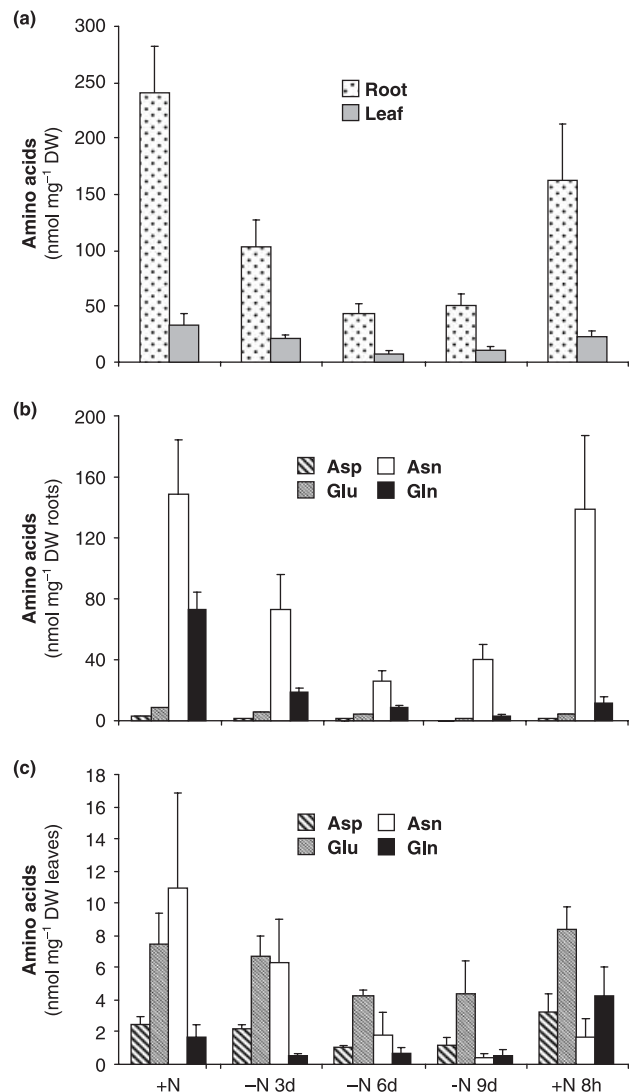 (a)
300
250
200
150
100
50
0
Amino acids
(nmol mg⁻¹ DW)
Root
Leaf
(b)
200
160
120
80
40
0
Amino acids
(nmol mg⁻¹ DW roots)
Asp Asn
Glu Gln
(c)
18
16
14
12
10
8
6
4
2
0
Amino acids
(nmol mg⁻¹ DW leaves)
Asp Asn
Glu Gln
+N −N 3d −N 6d -N 9d +N 8h